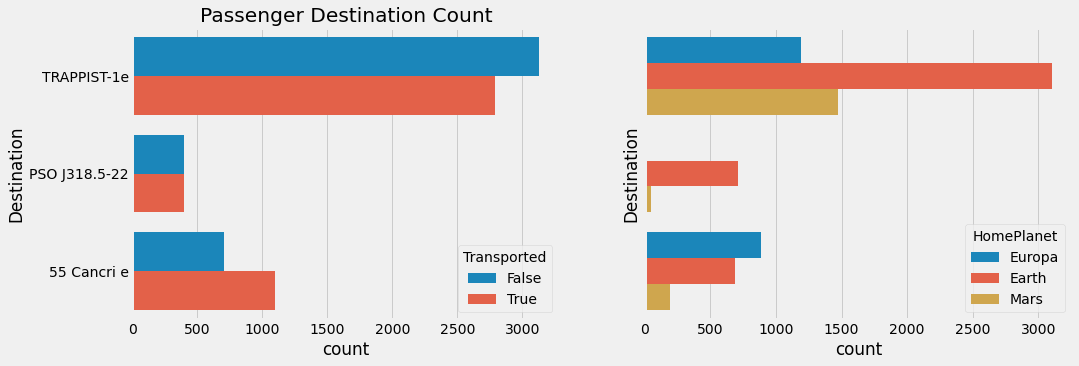 Passenger Destination Count
Destination
TRAPPIST-1e
PSO J318.5-22
55 Cancri e
0 500 1000 1500 2000 2500 3000
count
Transported
False
True
Destination
0 500 1000 1500 2000 2500 3000
count
HomePlanet
Europa
Earth
Mars